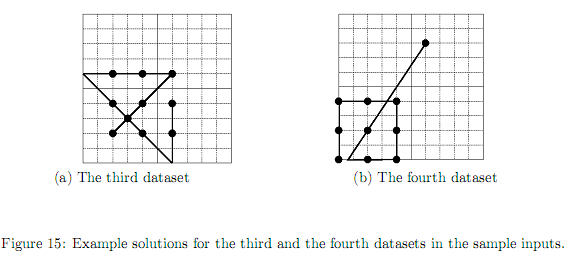 (a) The third dataset
(b) The fourth dataset
Figure 15: Example solutions for the third and the fourth datasets in the sample inputs.